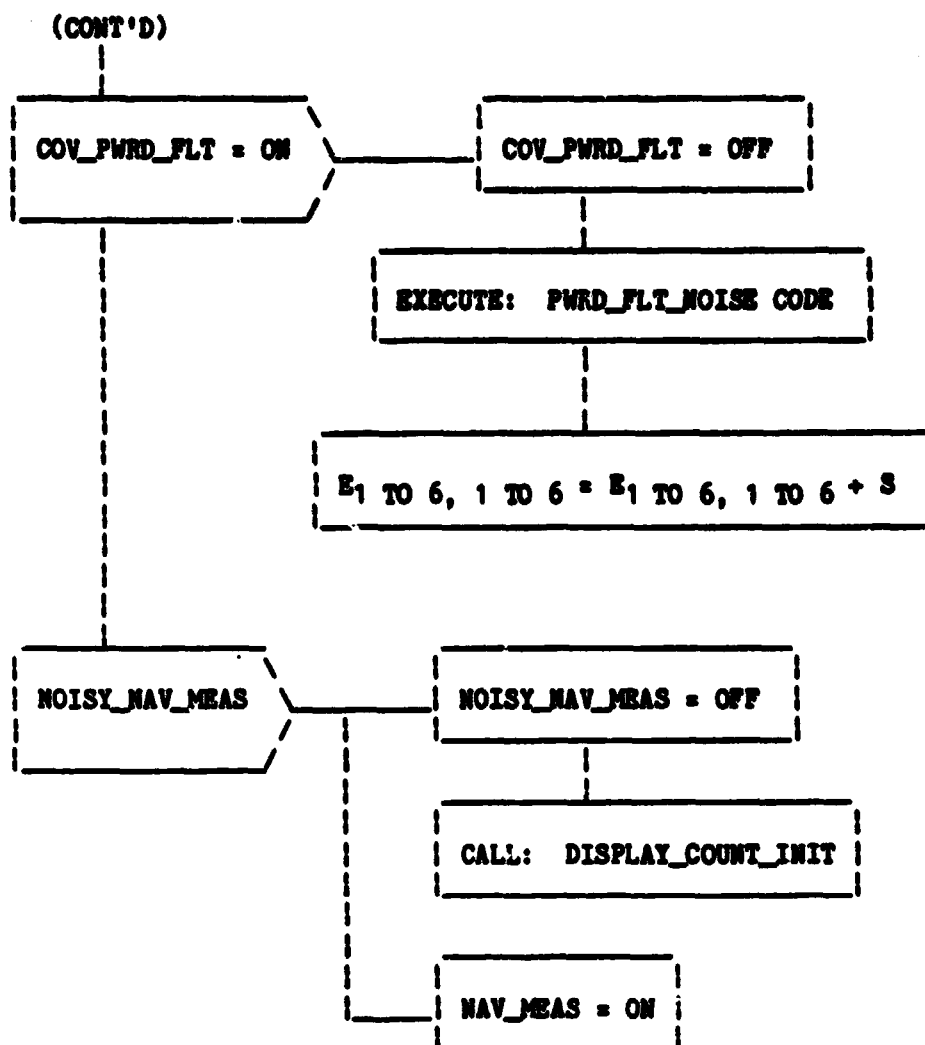 (CONT'D)
COV_PWRD_FLT = ON
COV_PWRD_FLT = OFF
EXECUTE: PWRD_FLT_NOISE CODE
E1 TO 6, 1 TO 6 = E1 TO 6, 1 TO 6 + S
NOISY_NAV_MEAS
NOISY_NAV_MEAS = OFF
CALL: DISPLAY_COUNT_INIT
NAV_MEAS = ON